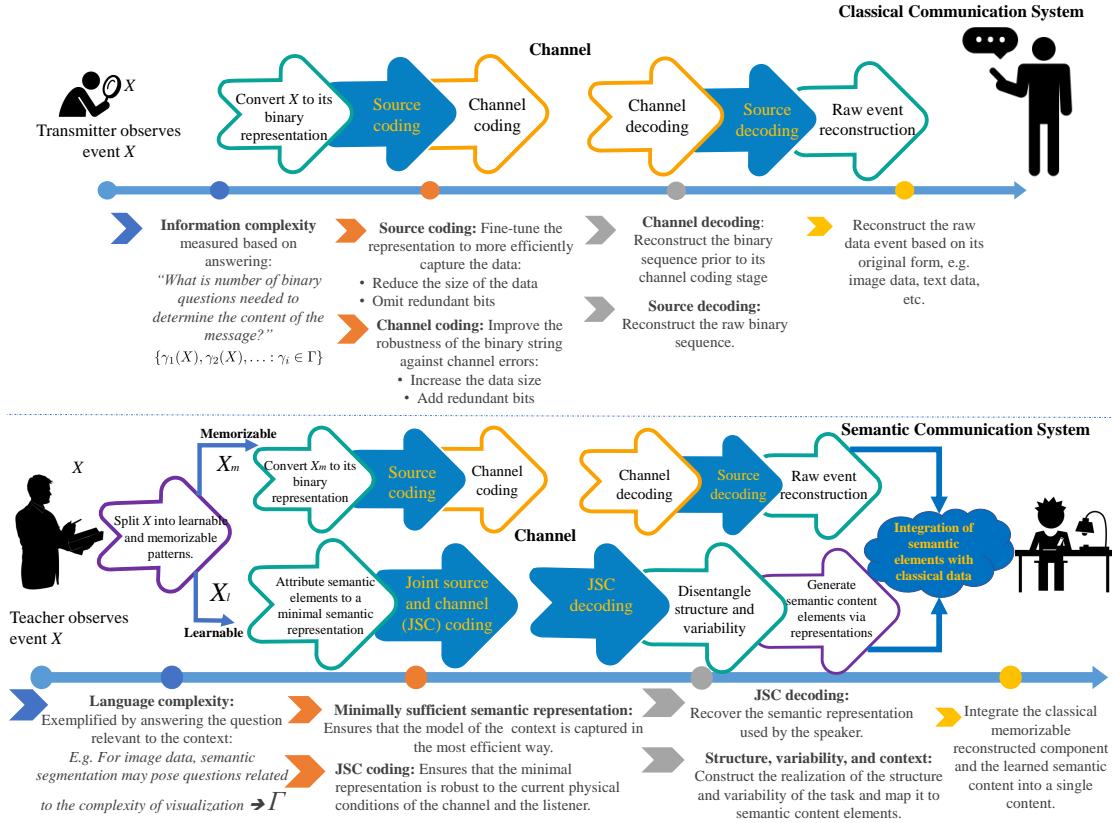 Classical Communication System
Channel
X
Transmitter observes
event X
Convert X to its
binary
representation
Source
coding
Channel
coding
Channel
decoding
Source
decoding
Raw event
reconstruction
Information complexity
measured based on
answering:
“What is number of binary
questions needed to
determine the content of the
message?”
{γ₁(X), γ₂(X), . . . : γᵢ ∈ Γ}
Source coding: Fine-tune the
representation to more efficiently
capture the data:
• Reduce the size of the data
• Omit redundant bits
Channel coding: Improve the
robustness of the binary string
against channel errors:
• Increase the data size
• Add redundant bits
Channel decoding:
Reconstruct the binary
sequence prior to its
channel coding stage
Source decoding:
Reconstruct the raw binary
sequence.
Reconstruct the raw
data event based on its
original form, e.g.
image data, text data,
etc.
Semantic Communication System
X
Teacher observes
event X
Split X into learnable
and memorizable
patterns.
Memorizable
Xₘ
Xₗ
Learnable
Convert Xₘ to its
binary
representation
Source
coding
Channel
coding
Channel
decoding
Source
decoding
Raw event
reconstruction
Channel
Attribute semantic
elements to a
minimal semantic
representation
Joint source
and channel
(JSC) coding
JSC
decoding
Disentangle
structure and
variability
Generate
semantic content
elements via
representations
Integration of
semantic
elements with
classical data
Language complexity:
Exemplified by answering the question
relevant to the context:
E.g. For image data, semantic
segmentation may pose questions related
to the complexity of visualization ➔ Γ
Minimally sufficient semantic representation:
Ensures that the model of the context is captured in
the most efficient way.
JSC coding: Ensures that the minimal
representation is robust to the current physical
conditions of the channel and the listener.
JSC decoding:
Recover the semantic representation
used by the speaker.
Structure, variability, and context:
Construct the realization of the structure
and variability of the task and map it to
semantic content elements.
Integrate the classical
memorizable
reconstructed component
and the learned semantic
content into a single
content.